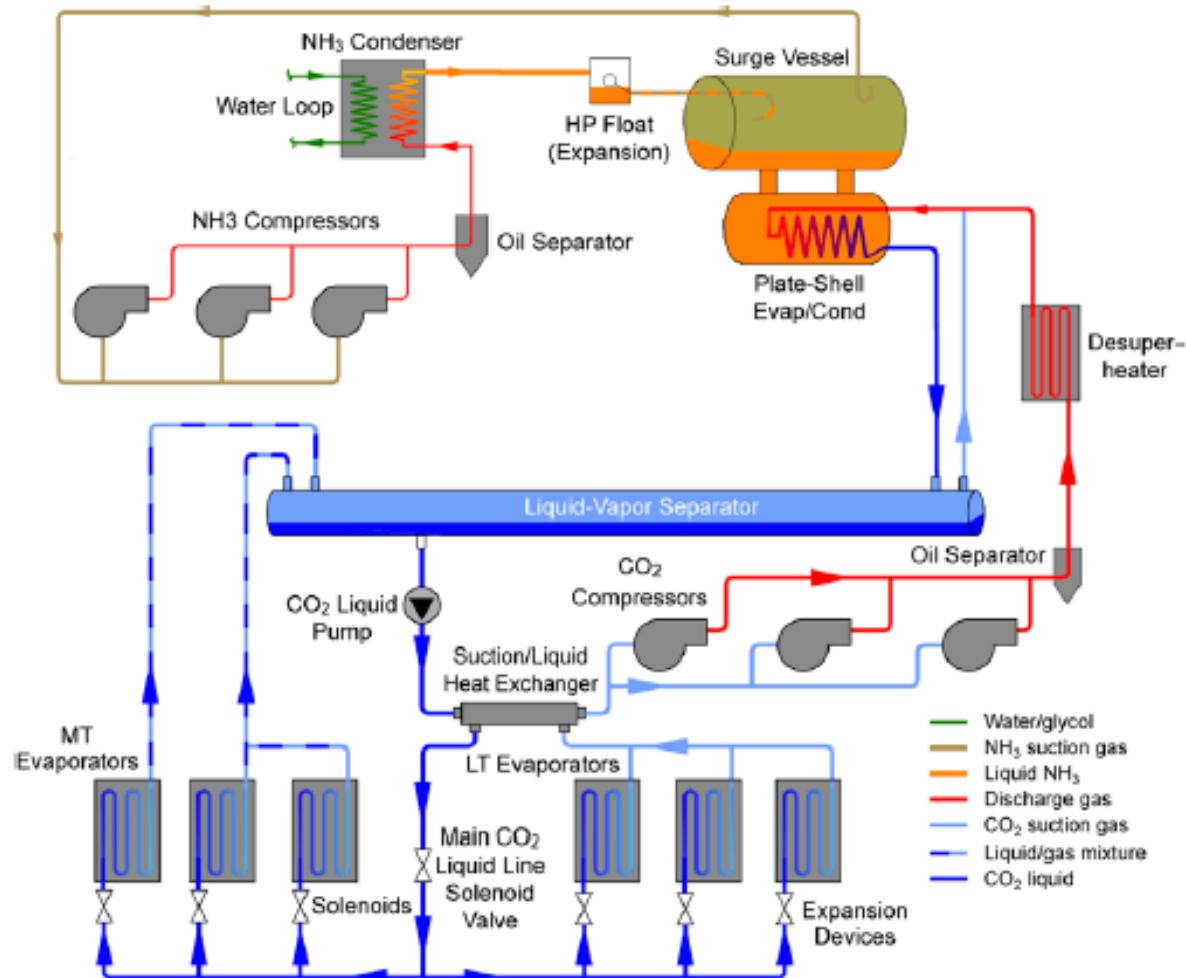 NH₃ Condenser
Surge Vessel
Water Loop
HP Float
(Expansion)
NH3 Compressors
Oil Separator
Plate-Shell
Evap/Cond
Desuper–
heater
Liquid-Vapor Separator
Oil Separator
CO₂
Compressors
CO₂ Liquid
Pump
Suction/Liquid
Heat Exchanger
MT
Evaporators
LT Evaporators
Main CO₂
Liquid Line
Solenoid
Valve
Solenoids
Expansion
Devices
Water/glycol
NH₃ suction gas
Liquid NH₃
Discharge gas
CO₂ suction gas
Liquid/gas mixture
CO₂ liquid